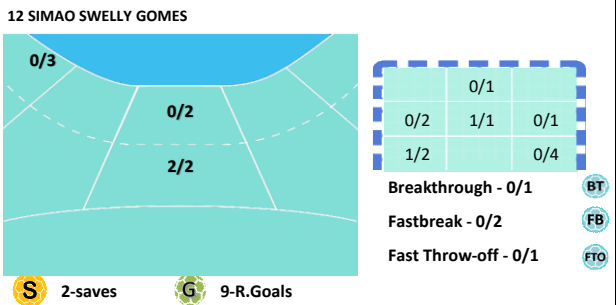 12 SIMAO SWELLY GOMES
0/3
0/2
2/2
0/1
0/2 1/1 0/1
1/2 0/4
Breakthrough - 0/1 BT
Fastbreak - 0/2 FB
Fast Throw-off - 0/1 FTO
S 2-saves G 9-R.Goals